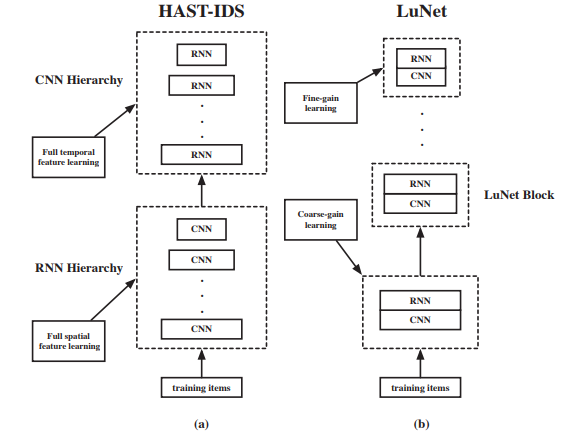 HAST-IDS
CNN Hierarchy
RNN
RNN
RNN
Full temporal
feature learning
RNN Hierarchy
CNN
CNN
CNN
Full spatial
feature learning
training items
(a)
LuNet
RNN
CNN
Fine-gain
learning
LuNet Block
RNN
CNN
Coarse-gain
learning
RNN
CNN
training items
(b)